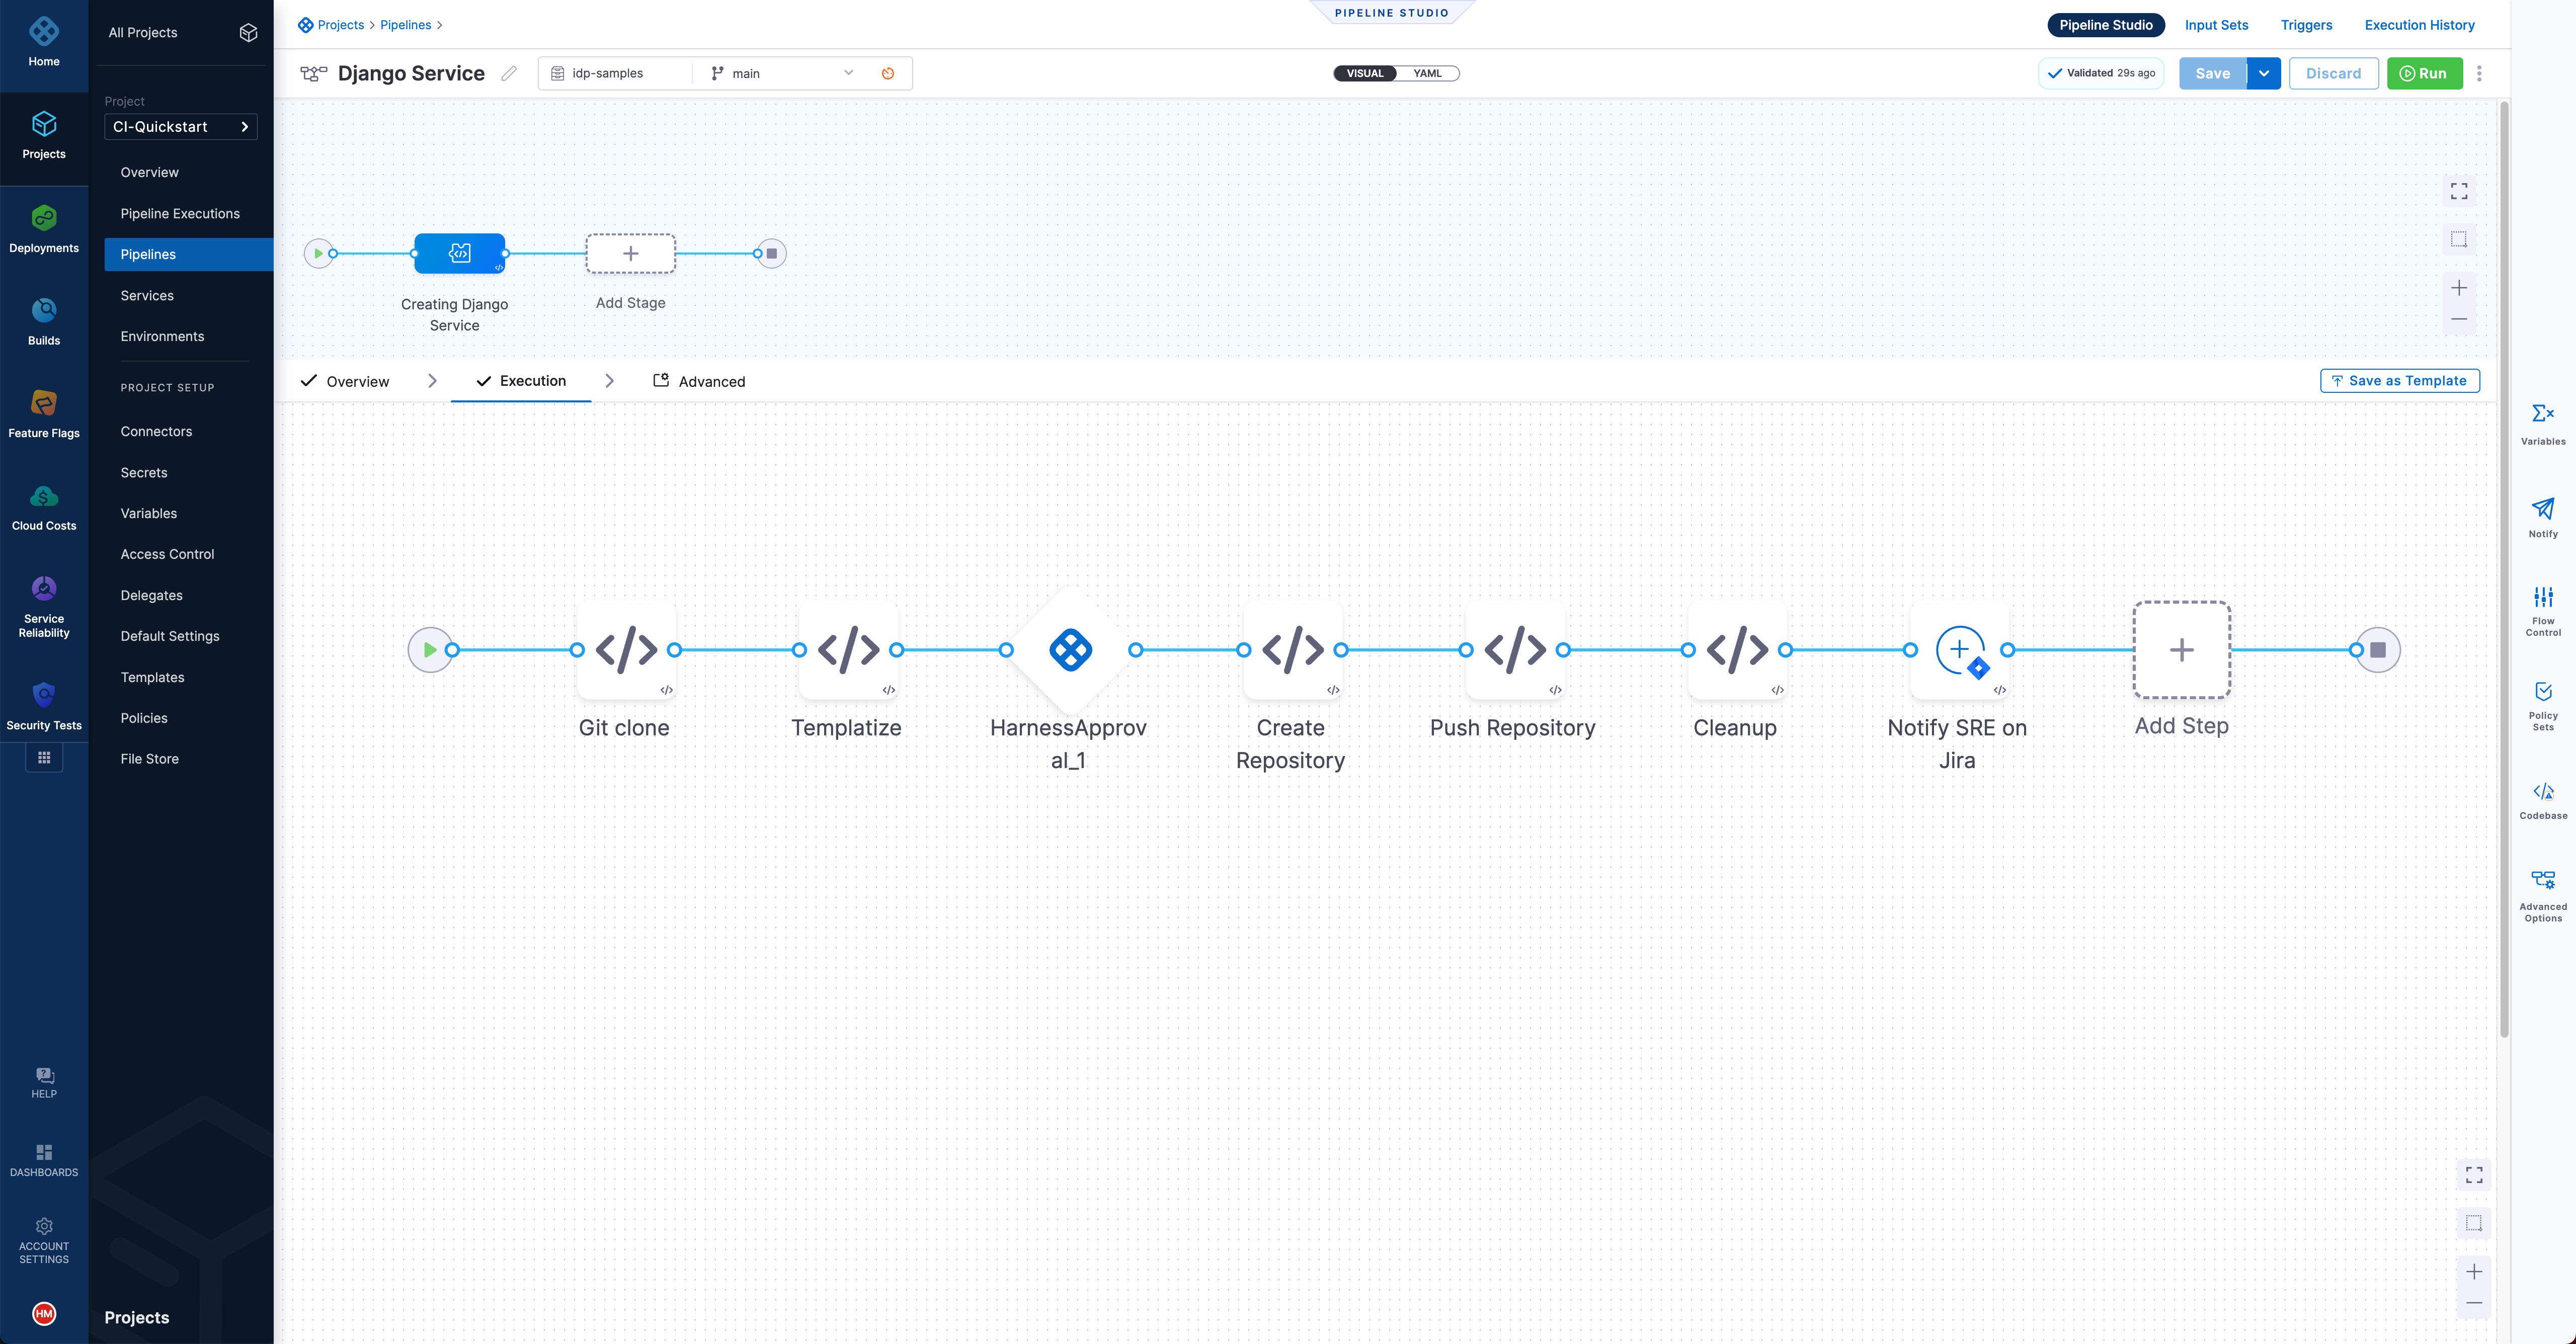 Home
Projects
Deployments
Builds
Feature Flags
Cloud Costs
Service
Reliability
Security Tests
HELP
DASHBOARDS
ACCOUNT
SETTINGS
HM
All Projects
Project
CI-Quickstart
Overview
Pipeline Executions
Pipelines
Services
Environments
PROJECT SETUP
Connectors
Secrets
Variables
Access Control
Delegates
Default Settings
Templates
Policies
File Store
Projects
Projects > Pipelines >
PIPELINE STUDIO
Pipeline Studio
Input Sets
Triggers
Execution History
Django Service
idp-samples
main
VISUAL
YAML
Validated 29s ago
Save
Discard
Run
Creating Django
Service
Add Stage
Overview
Execution
Advanced
Save as Template
Git clone
Templatize
HarnessApprov
al_1
Create
Repository
Push Repository
Cleanup
Notify SRE on
Jira
Add Step
Variables
Notify
Flow
Control
Policy
Sets
Codebase
Advanced
Options